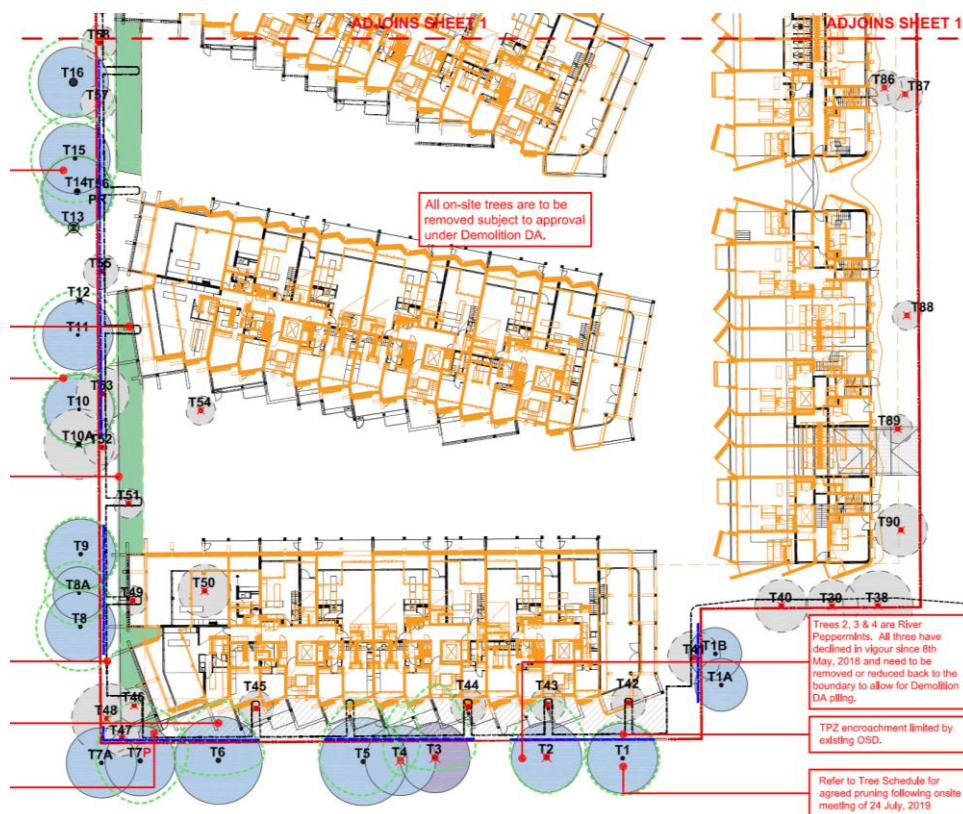 ADJOINS SHEET 1
ADJOINS SHEET 1
T58
T16
T57
T86
T87
T15
T14
T56
PR
T13
All on-site trees are to be
removed subject to approval
under Demolition DA.
T55
T12
T11
T88
T53
T10
T54
T10A
T52
T89
T51
T90
T9
T8A
T50
T49
T8
T40
T30
T38
Trees 2, 3 & 4 are River
Peppermints. All three have
declined in vigour since 8th
May, 2018 and need to be
removed or reduced back to the
boundary to allow for Demolition
DA piling.
T41
T1B
T1A
T46
T48
T47
T45
T44
T43
T42
TPZ encroachment limited by
existing OSD.
T7A
T7
P
T6
T5
T4
T3
T2
T1
Refer to Tree Schedule for
agreed pruning following onsite
meeting of 24 July, 2019